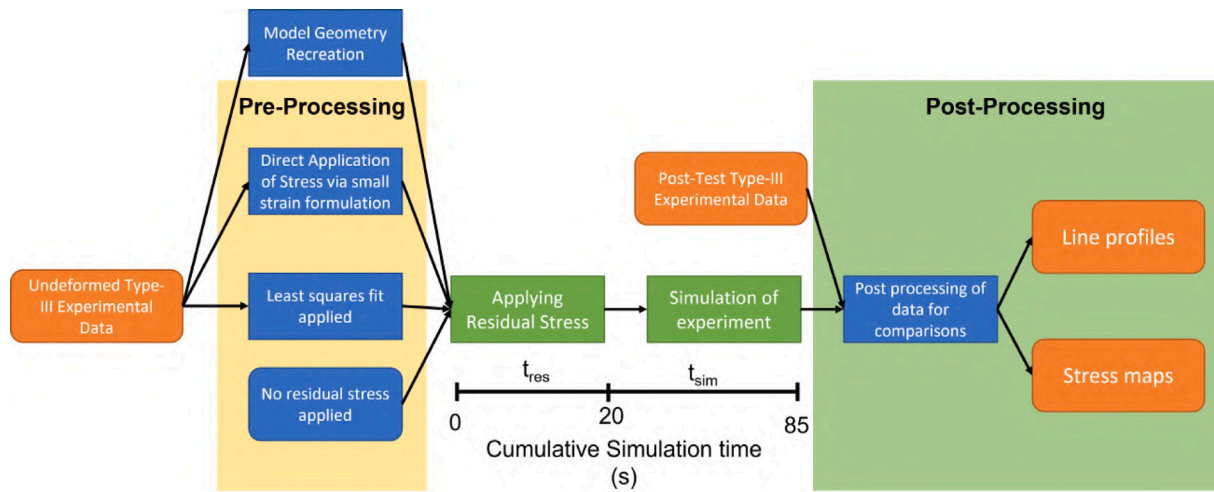 Model Geometry
Recreation
Pre-Processing
Direct Application
of Stress via small
strain formulation
Undeformed Type-
III Experimental
Data
Least squares fit
applied
No residual stress
applied
Applying
Residual Stress
Simulation of
experiment
t_res
t_sim
0
20
85
Cumulative Simulation time
(s)
Post-Test Type-III
Experimental Data
Post-Processing
Post processing of
data for
comparisons
Line profiles
Stress maps